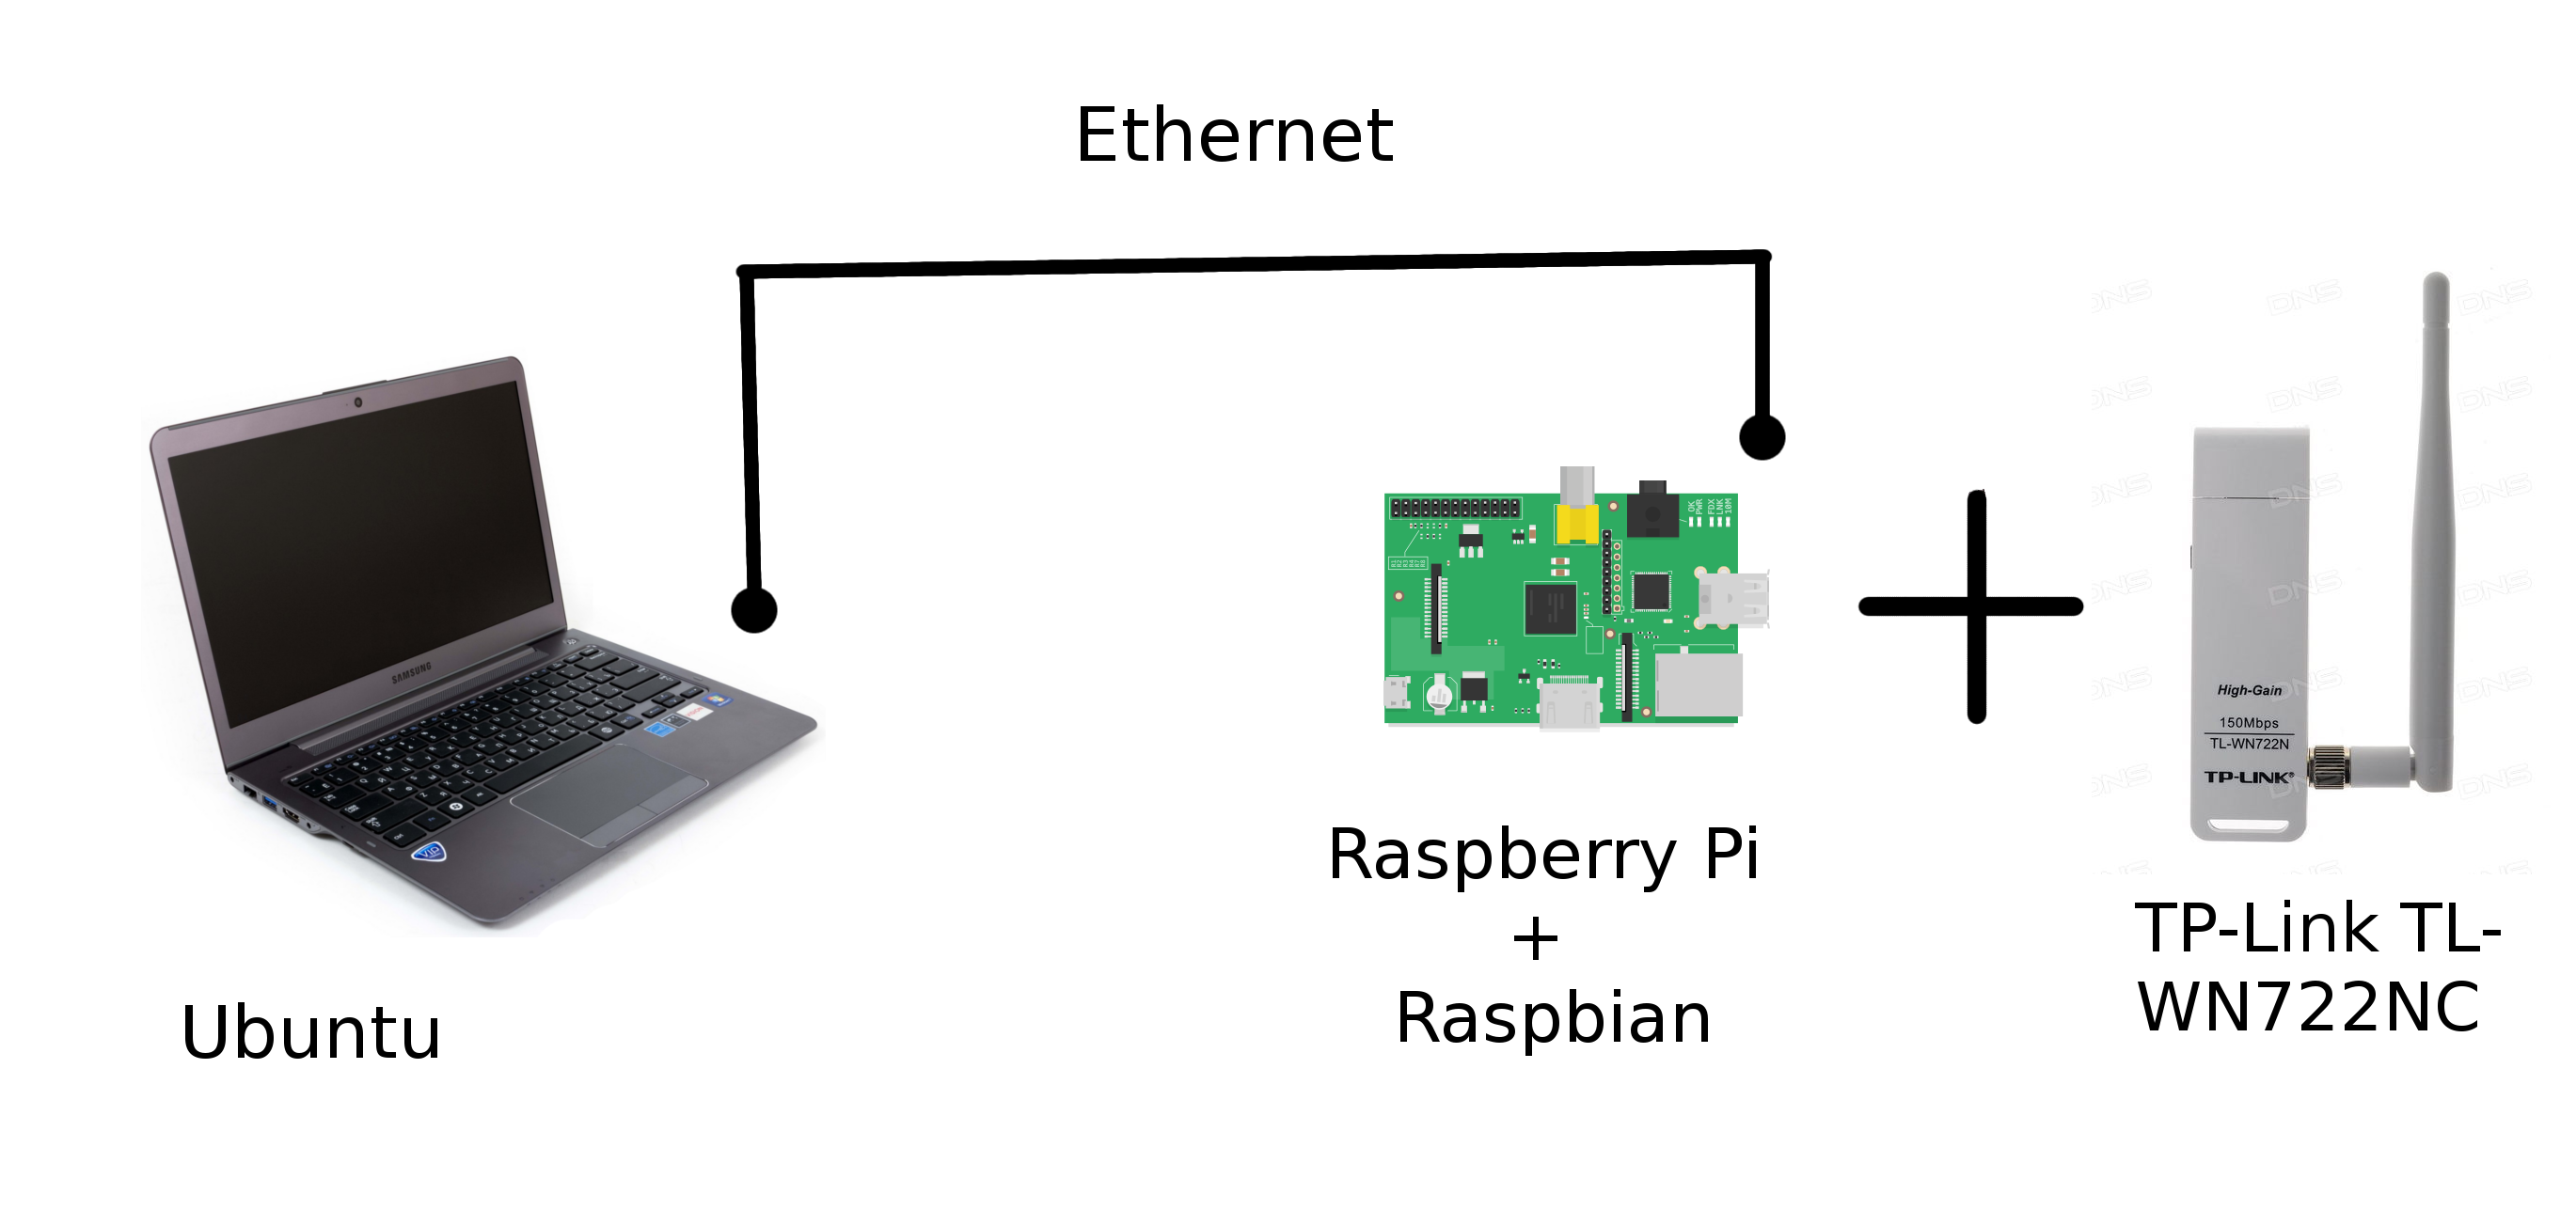 Ethernet
SAMSUNG
OK
PWR
FDX
LNK
10M
High-Gain
150Mbps
TL-WN722N
TP-LINK®
DNS
Raspberry Pi
+
Raspbian
TP-Link TL-
WN722NC
Ubuntu